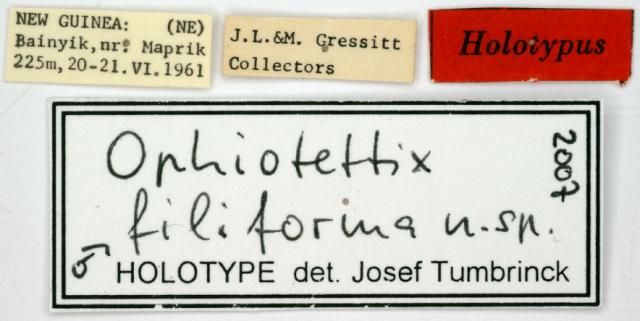 NEW GUINEA: (NE)
Bainyik, nr. Maprik
225m, 20-21.VI.1961
J.L.&M. Gressitt
Collectors
Holotypus
Ophiotettix
filiforma n.sp.
2007
♂ HOLOTYPE det. Josef Tumbrinck